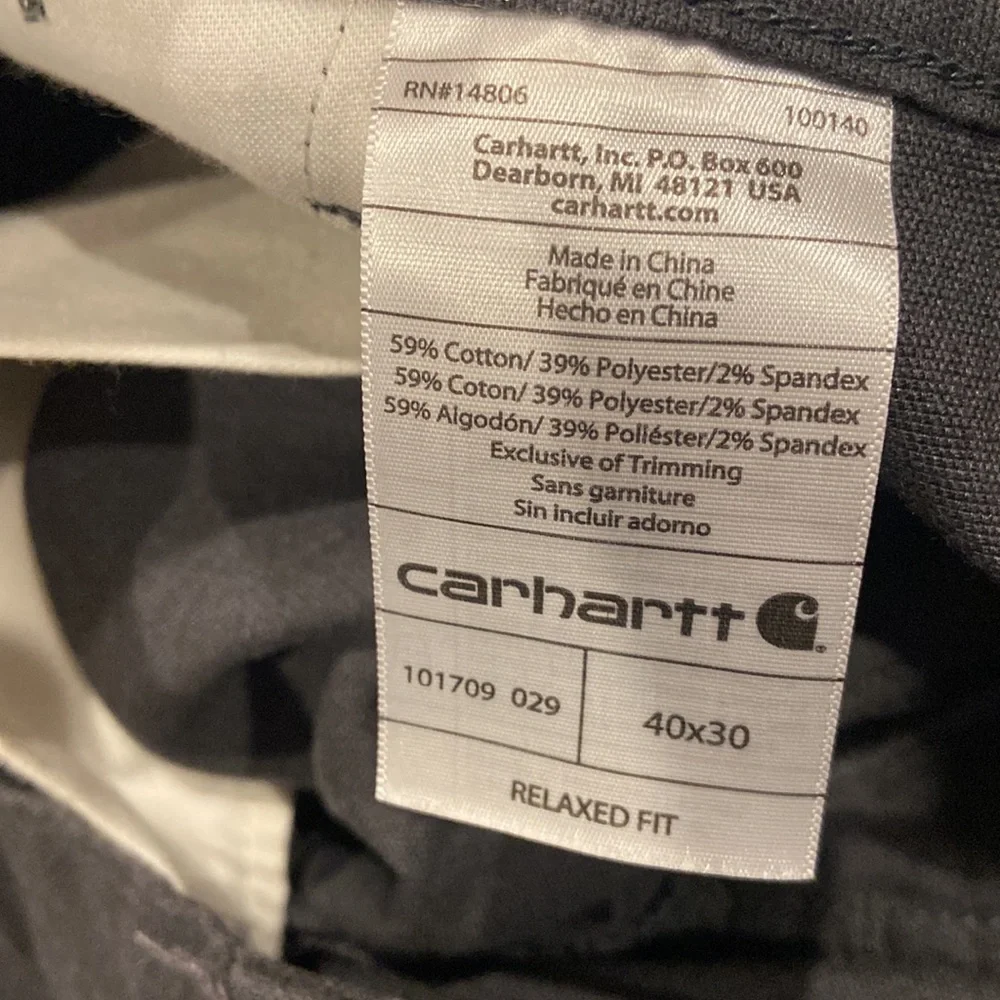 RN#14806
100140
Carhartt, Inc. P.O. Box 600
Dearborn, MI 48121 USA
carhartt.com
Made in China
Fabriqué en Chine
Hecho en China
59% Cotton/ 39% Polyester/2% Spandex
59% Coton/ 39% Polyester/2% Spandex
59% Algodón/ 39% Poliéster/2% Spandex
Exclusive of Trimming
Sans garniture
Sin incluir adorno
carhartt
101709 029
40x30
RELAXED FIT